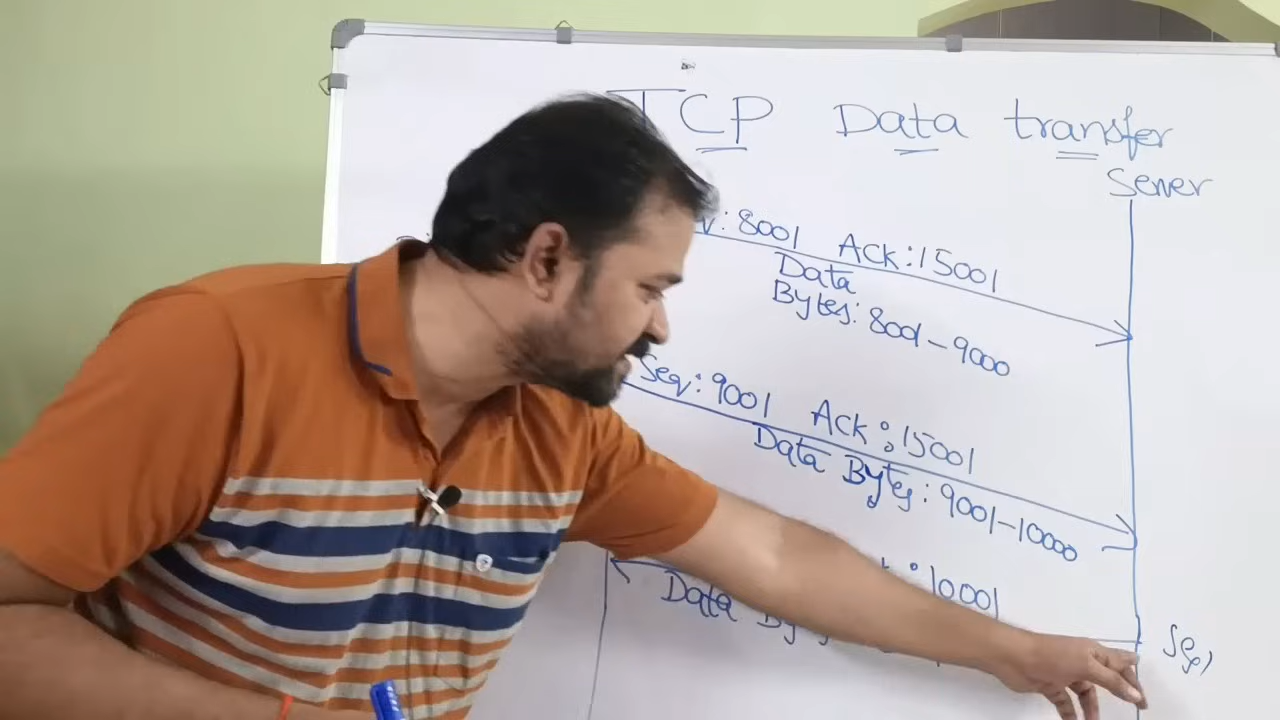 TCP Data transfer
Server
: 8001 Ack : 15001
Data
Bytes : 8001 – 9000
Seq : 9001 Ack : 15001
Data Bytes : 9001 – 10000
: 10001
Data By
Seq